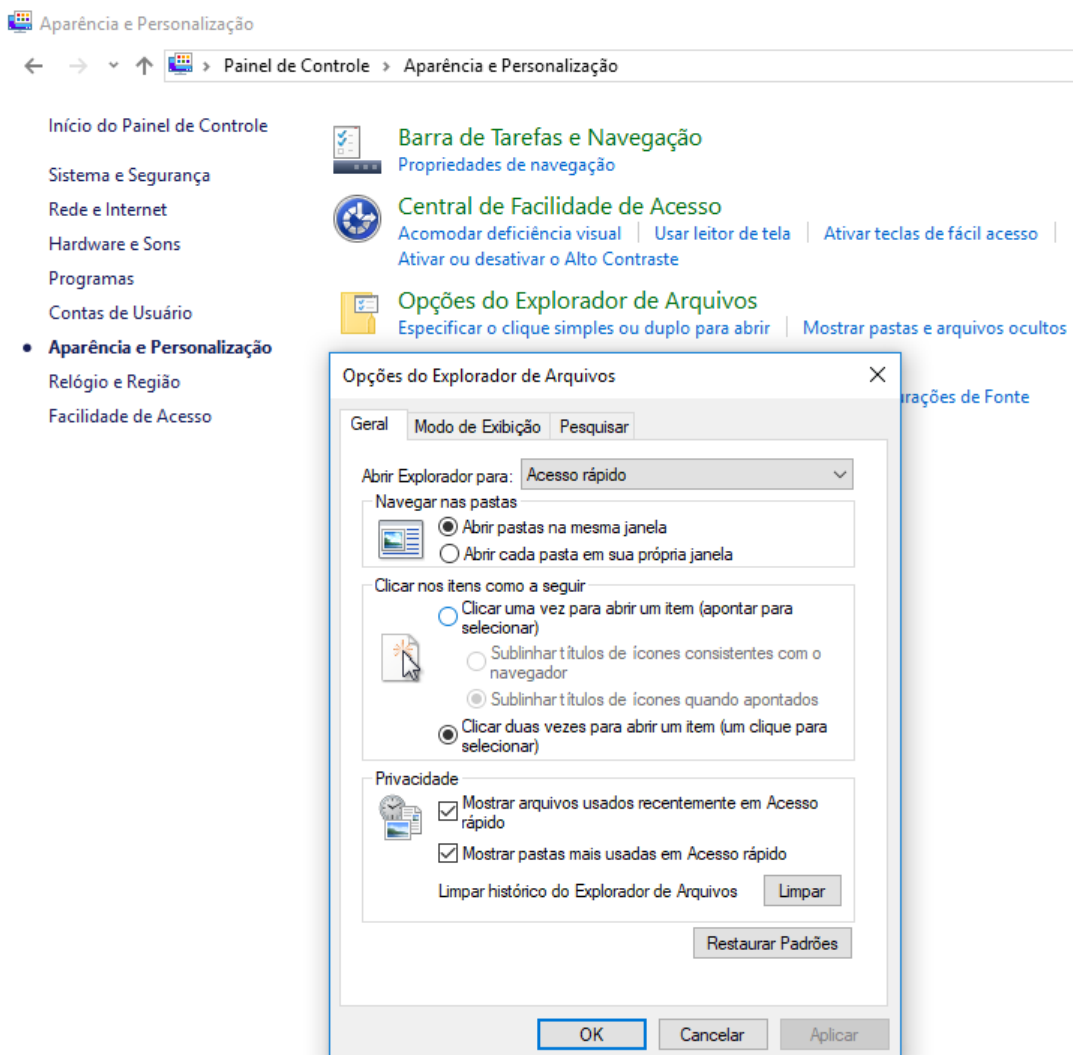 Aparência e Personalização
Painel de Controle > Aparência e Personalização
Início do Painel de Controle
Sistema e Segurança
Rede e Internet
Hardware e Sons
Programas
Contas de Usuário
Aparência e Personalização
Relógio e Região
Facilidade de Acesso
Barra de Tarefas e Navegação
Propriedades de navegação
Central de Facilidade de Acesso
Acomodar deficiência visual | Usar leitor de tela | Ativar teclas de fácil acesso |
Ativar ou desativar o Alto Contraste
Opções do Explorador de Arquivos
Especificar o clique simples ou duplo para abrir | Mostrar pastas e arquivos ocultos
de Fonte
Opções do Explorador de Arquivos
Geral Modo de Exibição Pesquisar
Abrir Explorador para: Acesso rápido
Navegar nas pastas
Abrir pastas na mesma janela
Abrir cada pasta em sua própria janela
Clicar nos itens como a seguir
Clicar uma vez para abrir um item (apontar para
selecionar)
Sublinhar títulos de ícones consistentes com o
navegador
Sublinhar títulos de ícones quando apontados
Clicar duas vezes para abrir um item (um clique para
selecionar)
Privacidade
Mostrar arquivos usados recentemente em Acesso
rápido
Mostrar pastas mais usadas em Acesso rápido
Limpar histórico do Explorador de Arquivos Limpar
Restaurar Padrões
OK Cancelar Aplicar